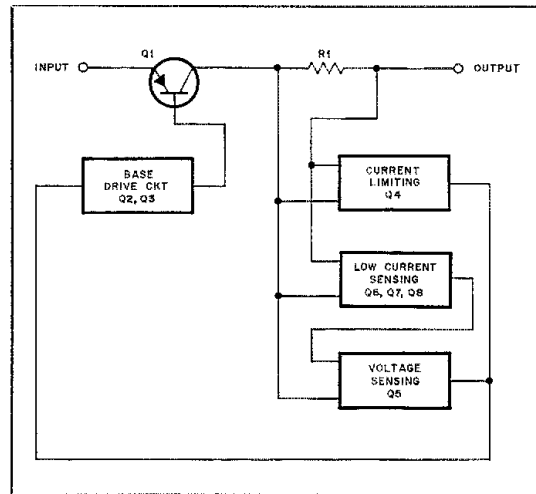 Q1
R1
INPUT
OUTPUT
BASE
DRIVE CKT
Q2, Q3
CURRENT
LIMITING
Q4
LOW CURRENT
SENSING
Q6, Q7, Q8
VOLTAGE
SENSING
Q5